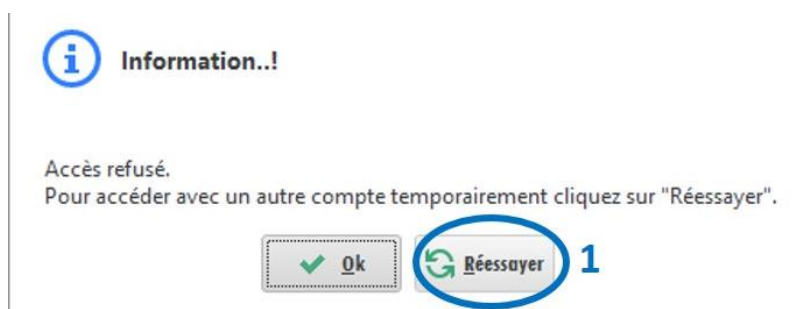 Information..!
Accès refusé.
Pour accéder avec un autre compte temporairement cliquez sur "Réessayer".
Ok Réessayer 1